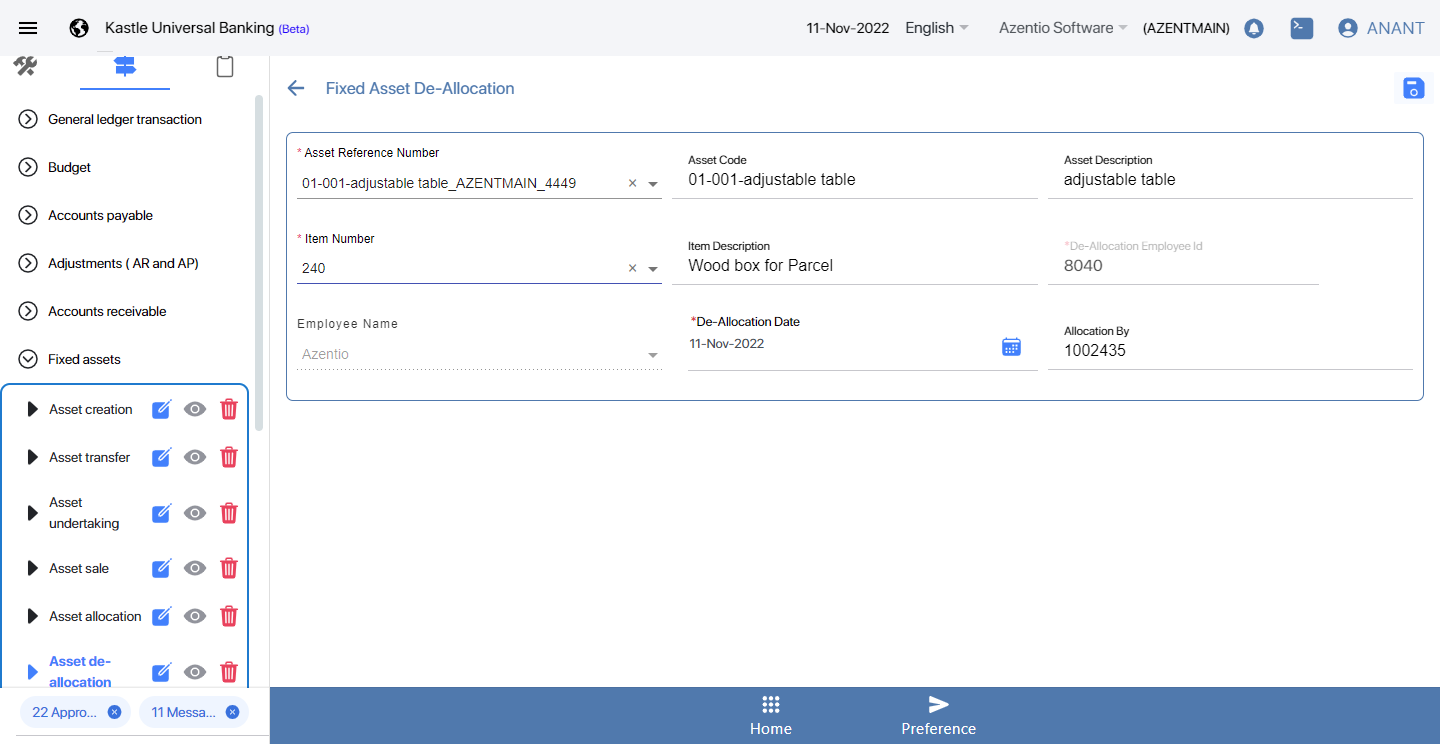 Kastle Universal Banking (Beta)
11-Nov-2022
English
Azentio Software
(AZENTMAIN)
ANANT
General ledger transaction
Budget
Accounts payable
Adjustments ( AR and AP)
Accounts receivable
Fixed assets
Asset creation
Asset transfer
Asset
undertaking
Asset sale
Asset allocation
Asset de-
allocation
22 Appro...
11 Messa...
Fixed Asset De-Allocation
* Asset Reference Number
01-001-adjustable table_AZENTMAIN_4449
Asset Code
01-001-adjustable table
Asset Description
adjustable table
* Item Number
240
Item Description
Wood box for Parcel
*De-Allocation Employee Id
8040
Employee Name
Azentio
*De-Allocation Date
11-Nov-2022
Allocation By
1002435
Home
Preference